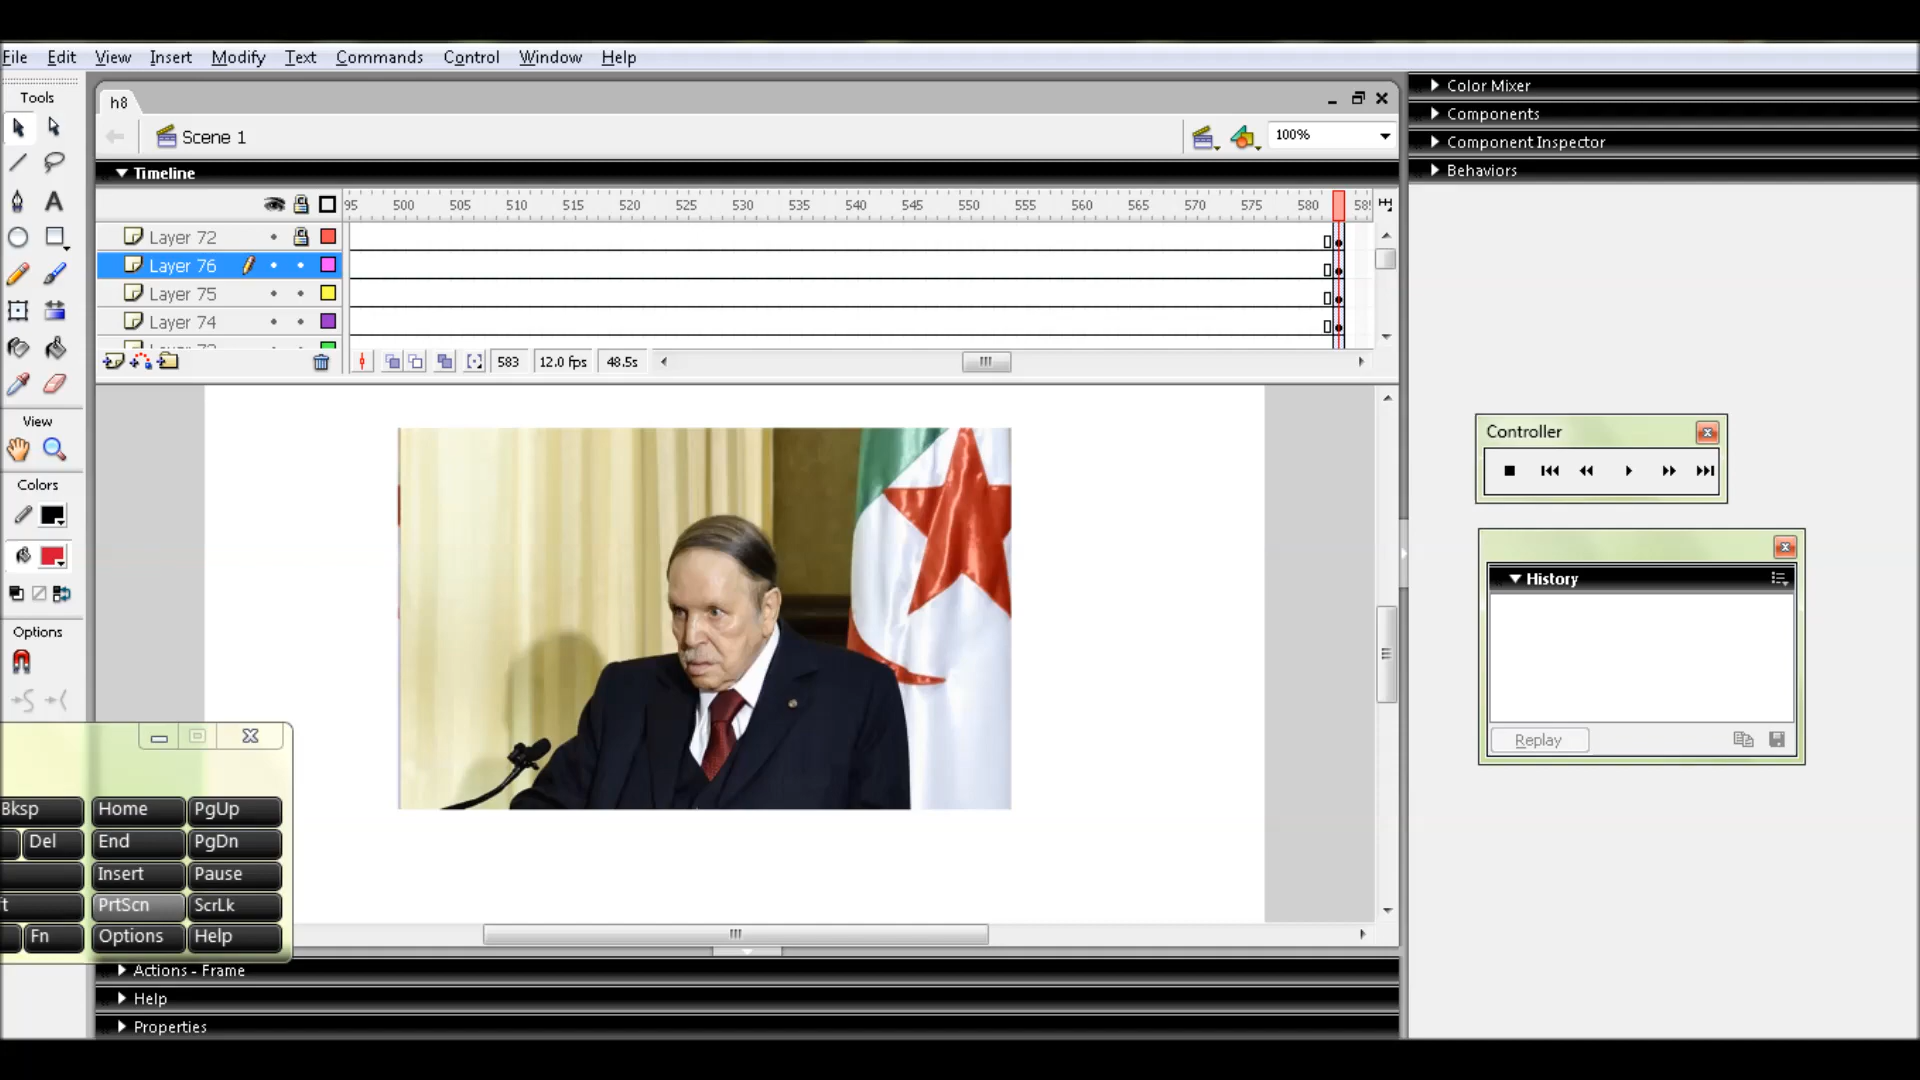 File Edit View Insert Modify Text Commands Control Window Help
Tools
h8
Scene 1
100%
Timeline
95 500 505 510 515 520 525 530 535 540 545 550 555 560 565 570 575 580
Layer 72
Layer 76
Layer 75
Layer 74
583 12.0 fps 48.5s
View
Colors
Options
Bksp Home PgUp
Del End PgDn
Insert Pause
PrtScn ScrLk
Fn Options Help
Actions - Frame
Help
Properties
Color Mixer
Components
Component Inspector
Behaviors
Controller
History
Replay